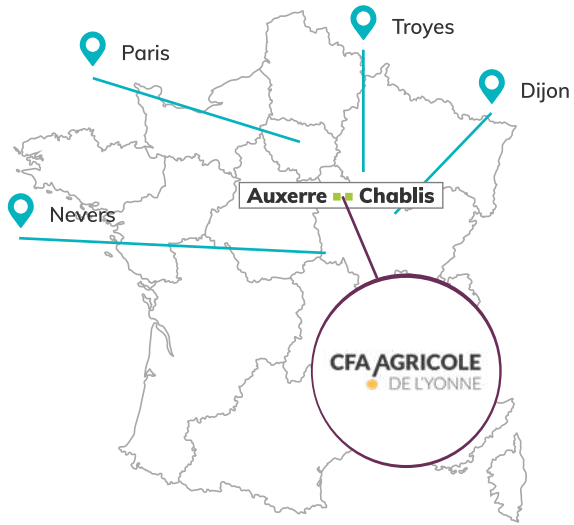 Troyes
Paris
Dijon
Auxerre Chablis
Nevers
CFA AGRICOLE
DE L'YONNE